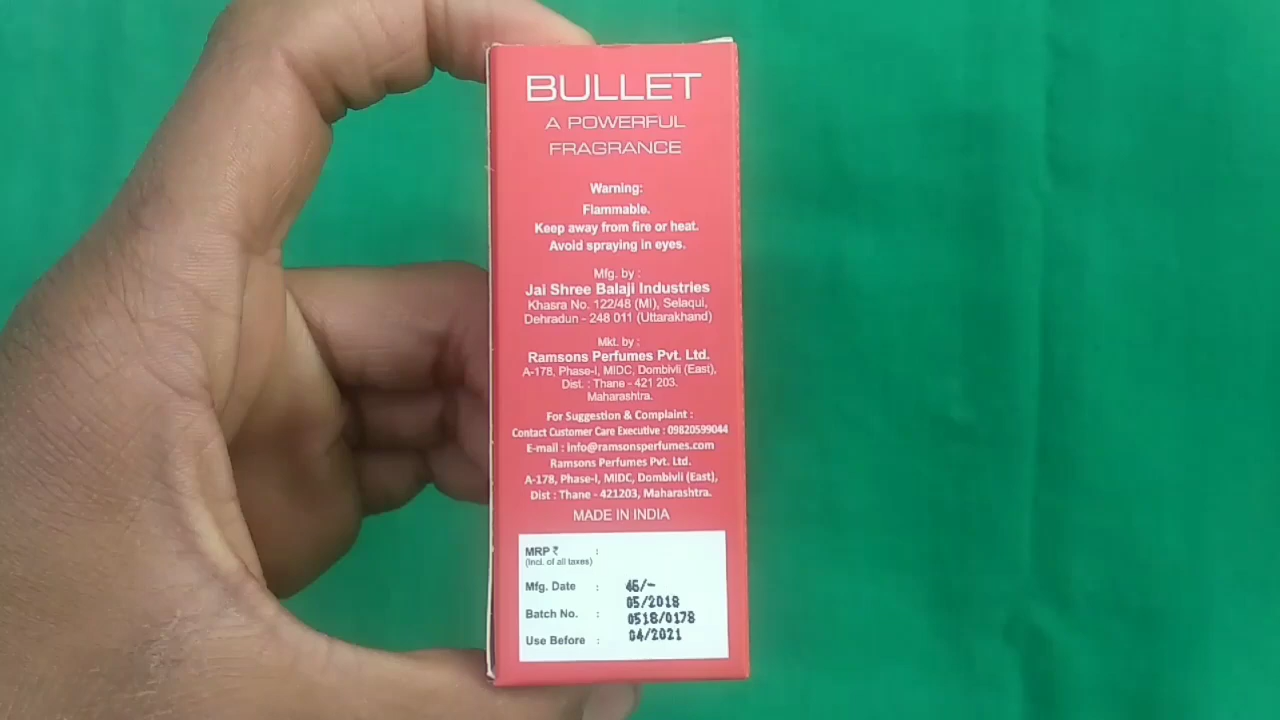 BULLET
A POWERFUL
FRAGRANCE
Warning:
Flammable.
Keep away from fire or heat.
Avoid spraying in eyes.
Mfg. by :
Jai Shree Balaji Industries
Khasra No. 122/48 (MI), Selaqui,
Dehradun - 248 011 (Uttarakhand)
Mkt. by :
Ramsons Perfumes Pvt. Ltd.
A-178, Phase-I, MIDC, Dombivli (East),
Dist. : Thane - 421 203.
Maharashtra.
For Suggestion & Complaint :
Contact Customer Care Executive : 09820599044
E-mail : info@ramsonsperfumes.com
Ramsons Perfumes Pvt. Ltd.
A-178, Phase-I, MIDC, Dombivli (East),
Dist : Thane - 421203, Maharashtra.
MADE IN INDIA
MRP ₹ :
(Incl. of all taxes)
Mfg. Date : 46/-
05/2018
Batch No. : 0518/0178
Use Before : 04/2021